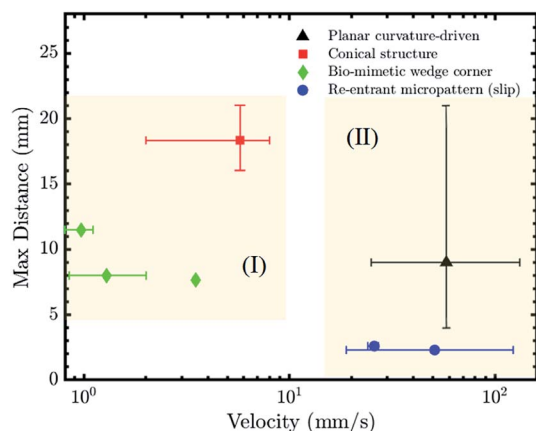 Planar curvature-driven
Conical structure
Bio-mimetic wedge corner
Re-entrant micropattern (slip)
(I)
(II)
Max Distance (mm)
25
20
15
10
5
0
10⁰
10¹
10²
Velocity (mm/s)